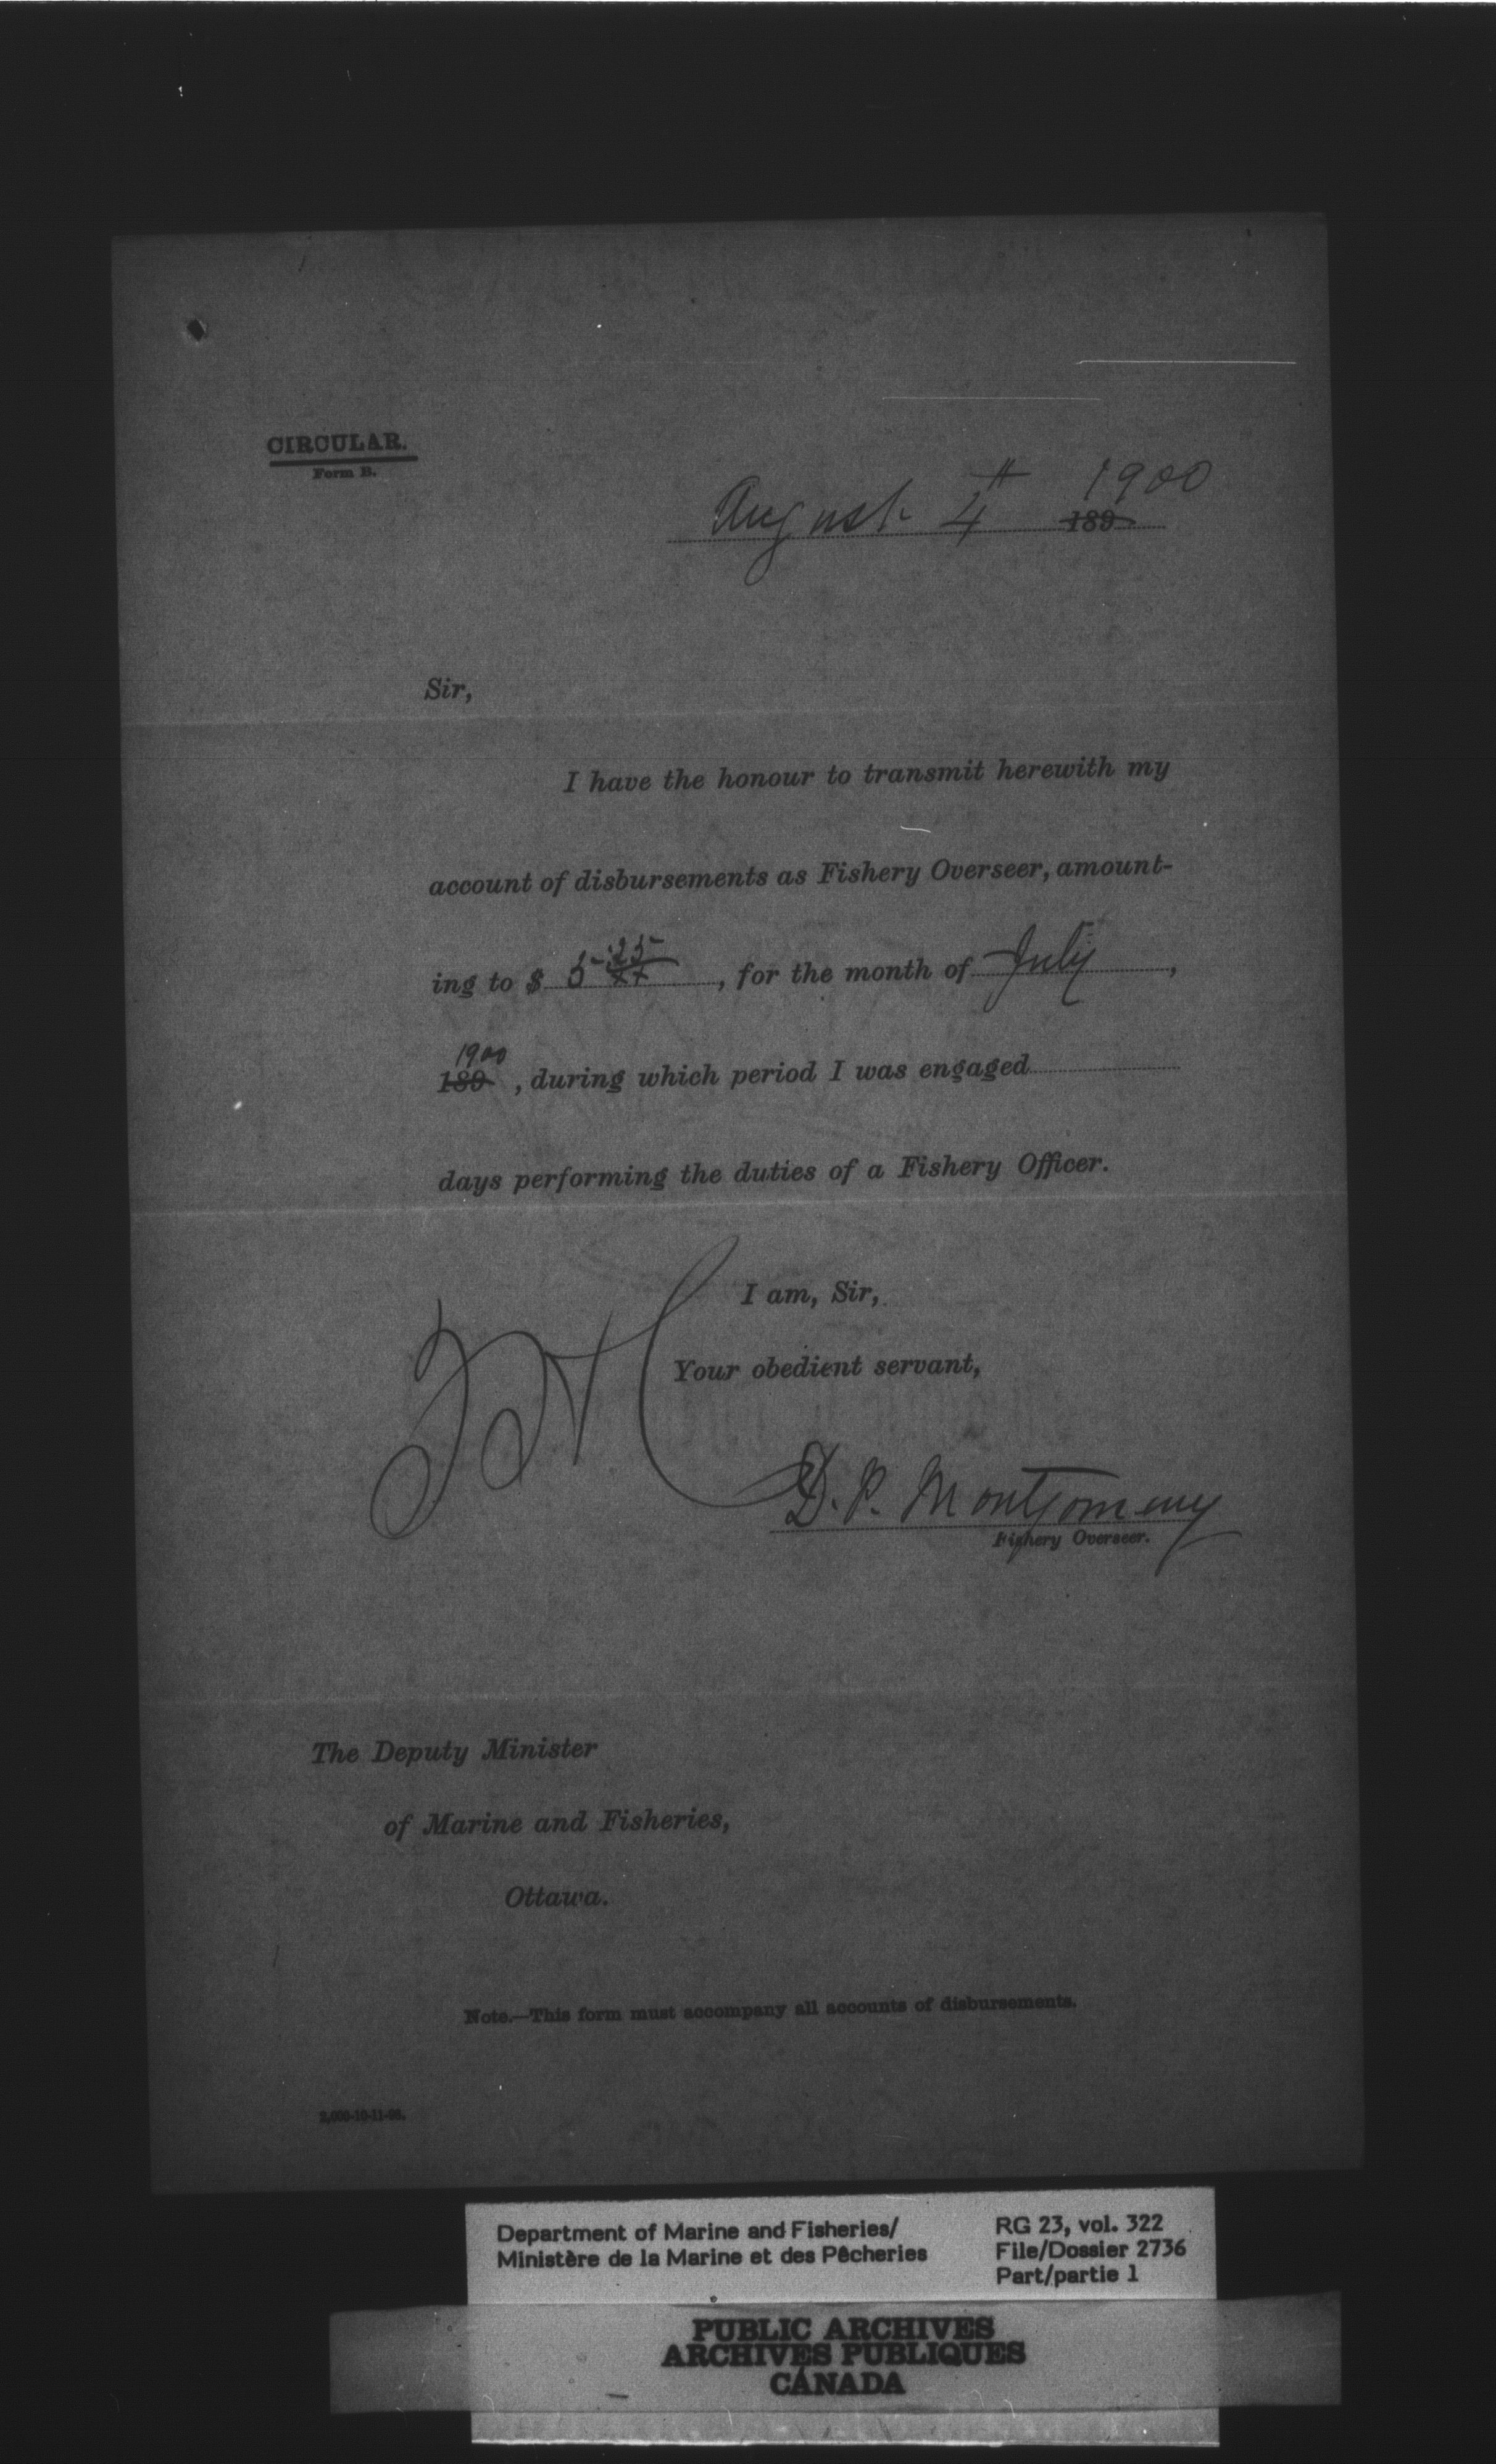 CIRCULAR.
Form B.
1900
August 4th 189
Sir,
I have the honour to transmit herewith my
account of disbursements as Fishery Overseer, amount-
ing to $ 5 25/xx, for the month of July,
1900
189 , during which period I was engaged
days performing the duties of a Fishery Officer.
I am, Sir,
Your obedient servant,
D. P. Montgomery
Fishery Overseer.
The Deputy Minister
of Marine and Fisheries,
Ottawa.
Note.—This form must accompany all accounts of disbursements.
Department of Marine and Fisheries/
Ministère de la Marine et des Pêcheries
RG 23, vol. 322
File/Dossier 2736
Part/partie 1
PUBLIC ARCHIVES
ARCHIVES PUBLIQUES
CANADA